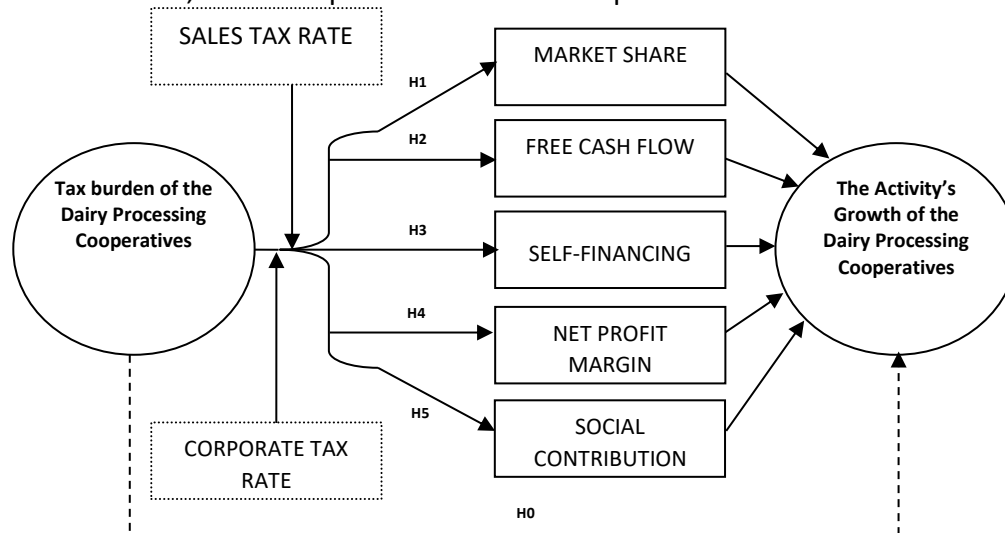 SALES TAX RATE
MARKET SHARE
H1
H2
FREE CASH FLOW
Tax burden of the
Dairy Processing
Cooperatives
The Activity’s
Growth of the
Dairy Processing
Cooperatives
H3
SELF-FINANCING
H4
NET PROFIT
MARGIN
H5
SOCIAL
CONTRIBUTION
CORPORATE TAX
RATE
H0